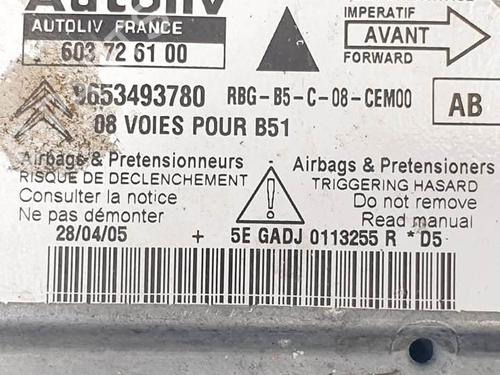 Autoliv
AUTOLIV FRANCE
603 72 61 00
IMPERATIF
AVANT
FORWARD
9653493780 RBG-B5-C-08-CEM00
AB
08 VOIES POUR B51
Airbags & Pretensionneurs
RISQUE DE DECLENCHEMENT
Consulter la notice
Ne pas démonter
Airbags & Pretensioners
TRIGGERING HASARD
Do not remove
Read manual
28/04/05 + 5E GADJ 0113255 R * D5